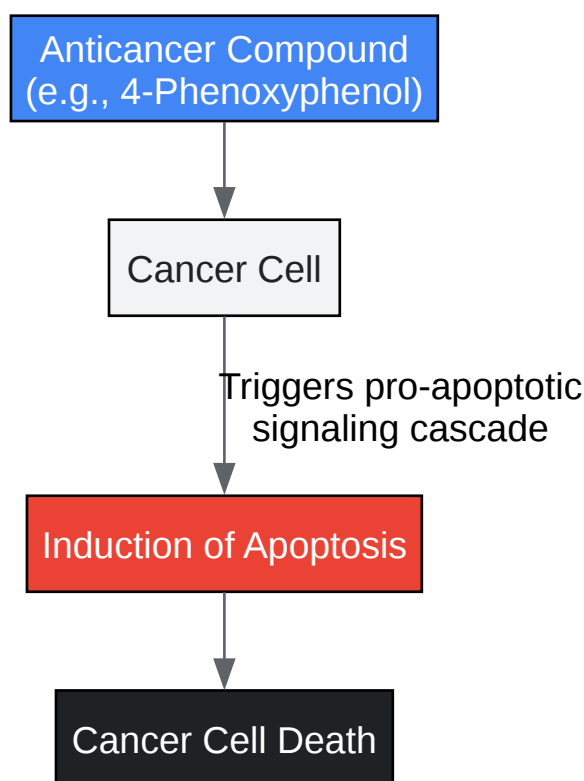 Anticancer Compound
(e.g., 4-Phenoxyphenol)
Cancer Cell
Triggers pro-apoptotic
signaling cascade
Induction of Apoptosis
Cancer Cell Death